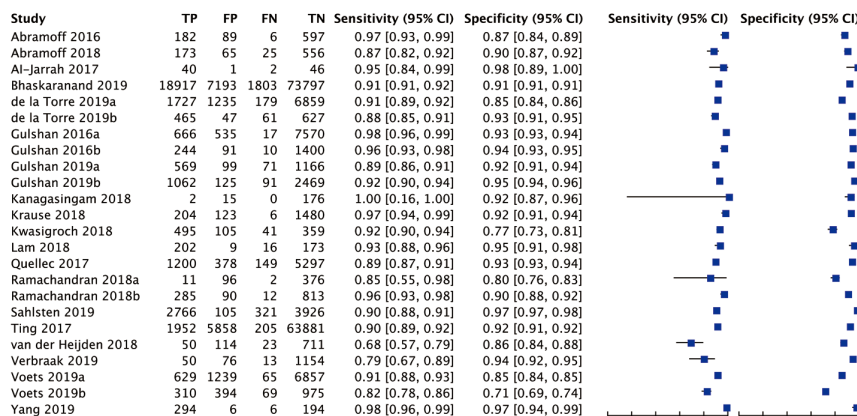 Study TP FP FN TN Sensitivity (95% CI) Specificity (95% CI) Sensitivity (95% CI) Specificity (95% CI)
Abramoff 2016 182 89 6 597 0.97 [0.93, 0.99] 0.87 [0.84, 0.89]
Abramoff 2018 173 65 25 556 0.87 [0.82, 0.92] 0.90 [0.87, 0.92]
Al-Jarrah 2017 40 1 2 46 0.95 [0.84, 0.99] 0.98 [0.89, 1.00]
Bhaskaranand 2019 18917 7193 1803 73797 0.91 [0.91, 0.92] 0.91 [0.91, 0.91]
de la Torre 2019a 1727 1235 179 6859 0.91 [0.89, 0.92] 0.85 [0.84, 0.86]
de la Torre 2019b 465 47 61 627 0.88 [0.85, 0.91] 0.93 [0.91, 0.95]
Gulshan 2016a 666 535 17 7570 0.98 [0.96, 0.99] 0.93 [0.93, 0.94]
Gulshan 2016b 244 91 10 1400 0.96 [0.93, 0.98] 0.94 [0.93, 0.95]
Gulshan 2019a 569 99 71 1166 0.89 [0.86, 0.91] 0.92 [0.91, 0.94]
Gulshan 2019b 1062 125 91 2469 0.92 [0.90, 0.94] 0.95 [0.94, 0.96]
Kanagasingam 2018 2 15 0 176 1.00 [0.16, 1.00] 0.92 [0.87, 0.96]
Krause 2018 204 123 6 1480 0.97 [0.94, 0.99] 0.92 [0.91, 0.94]
Kwasigroch 2018 495 105 41 359 0.92 [0.90, 0.94] 0.77 [0.73, 0.81]
Lam 2018 202 9 16 173 0.93 [0.88, 0.96] 0.95 [0.91, 0.98]
Quellec 2017 1200 378 149 5297 0.89 [0.87, 0.91] 0.93 [0.93, 0.94]
Ramachandran 2018a 11 96 2 376 0.85 [0.55, 0.98] 0.80 [0.76, 0.83]
Ramachandran 2018b 285 90 12 813 0.96 [0.93, 0.98] 0.90 [0.88, 0.92]
Sahlsten 2019 2766 105 321 3926 0.90 [0.88, 0.91] 0.97 [0.97, 0.98]
Ting 2017 1952 5858 205 63881 0.90 [0.89, 0.92] 0.92 [0.91, 0.92]
van der Heijden 2018 50 114 23 711 0.68 [0.57, 0.79] 0.86 [0.84, 0.88]
Verbraak 2019 50 76 13 1154 0.79 [0.67, 0.89] 0.94 [0.92, 0.95]
Voets 2019a 629 1239 65 6857 0.91 [0.88, 0.93] 0.85 [0.84, 0.85]
Voets 2019b 310 394 69 975 0.82 [0.78, 0.86] 0.71 [0.69, 0.74]
Yang 2019 294 6 6 194 0.98 [0.96, 0.99] 0.97 [0.94, 0.99]